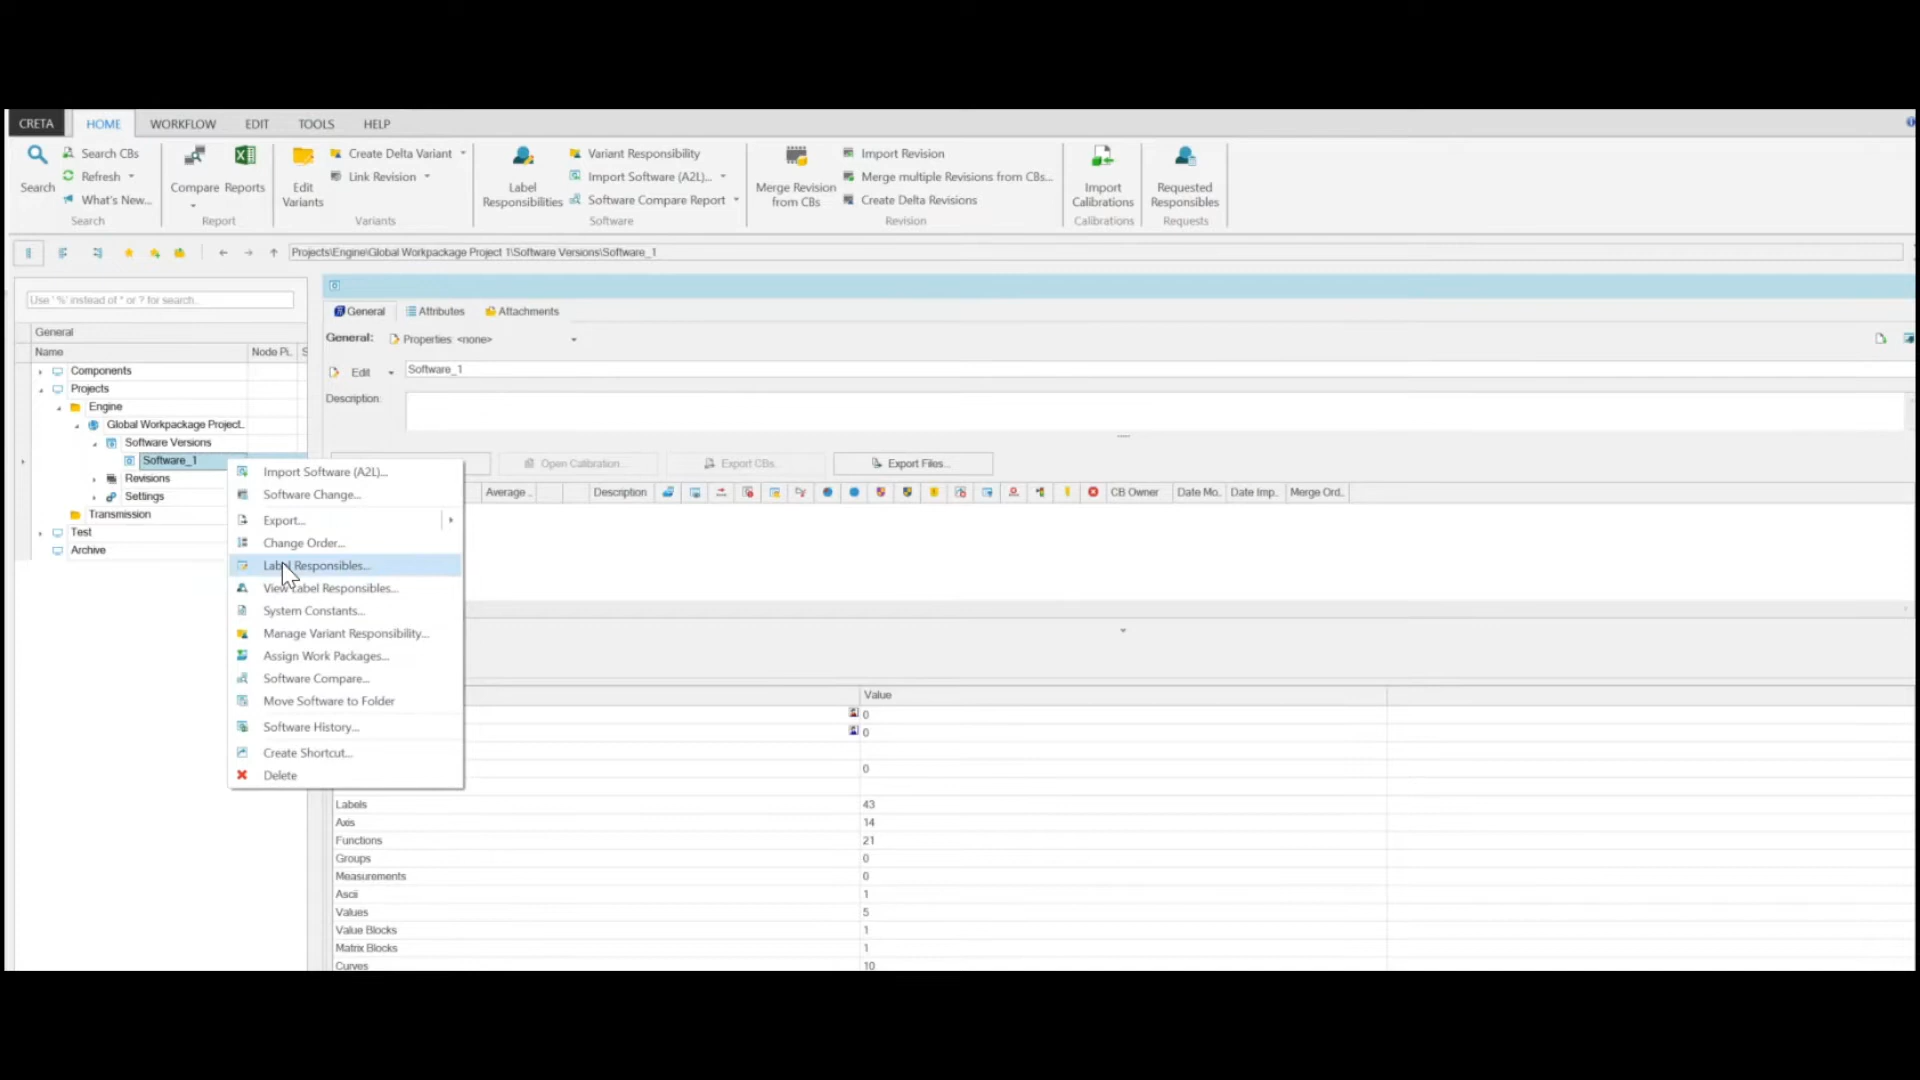 CRETA HOME WORKFLOW EDIT TOOLS HELP
Search
Search CBs
Refresh
What's New...
Search
Compare Reports
Report
Edit Variants
Create Delta Variant
Link Revision
Variants
Label Responsibilities
Variant Responsibility
Import Software (A2L)...
Software Compare Report
Software
Merge Revision from CBs
Import Revision
Merge multiple Revisions from CBs...
Create Delta Revisions
Revision
Import Calibrations
Calibrations
Requested Responsibles
Requests
Projects\Engine\Global Workpackage Project 1\Software Versions\Software_1
Use '%' instead of * or ? for search..
General
Name Node Pi.. S
Components
Projects
Engine
Global Workpackage Project..
Software Versions
Software_1
Revisions
Settings
Transmission
Test
Archive
Import Software (A2L)...
Software Change...
Export...
Change Order...
Label Responsibles...
View Label Responsibles...
System Constants...
Manage Variant Responsibility...
Assign Work Packages...
Software Compare...
Move Software to Folder
Software History...
Create Shortcut...
Delete
General Attributes Attachments
General: Properties <none>
Edit Software_1
Description:
Open Calibration... Export CBs... Export Files...
Average .. Description CB Owner Date Mo.. Date Imp.. Merge Ord..
Value
0
0
0
Labels 43
Axis 14
Functions 21
Groups 0
Measurements 0
Ascii 1
Values 5
Value Blocks 1
Matrix Blocks 1
Curves 10